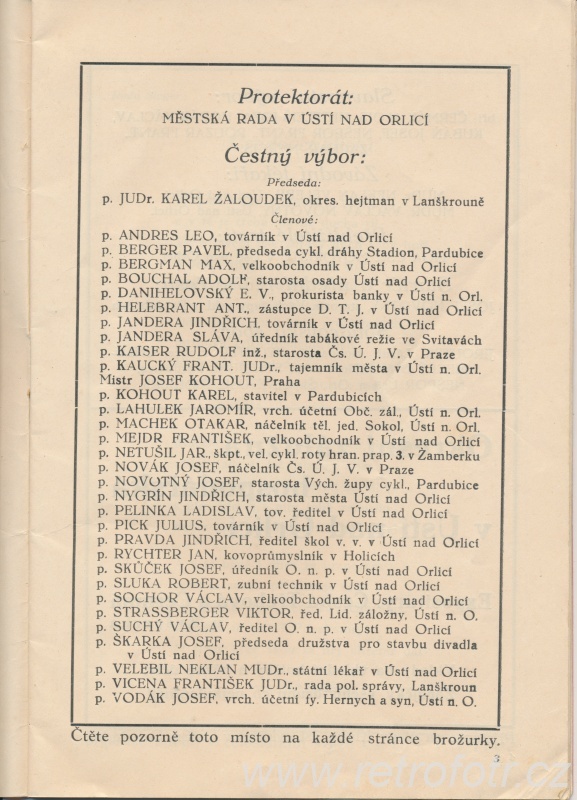 Protektorát:
MĚSTSKÁ RADA V ÚSTÍ NAD ORLICÍ
Čestný výbor:
Předseda:
p. JUDr. KAREL ŽALOUDEK, okres. hejtman v Lanškrouně
Členové:
p. ANDRES LEO, továrník v Ústí nad Orlicí
p. BERGER PAVEL, předseda cykl. dráhy Stadion, Pardubice
p. BERGMAN MAX, velkoobchodník v Ústí nad Orlicí
p. BOUCHAL ADOLF, starosta osady Ústí nad Orlicí
p. DANIHELOVSKÝ E. V., prokurista banky v Ústí n. Orl.
p. HELEBRANT ANT., zástupce D. T. J. v Ústí nad Orlicí
p. JANDERA JINDŘICH, továrník v Ústí nad Orlicí
p. JANDERA SLÁVA, úředník tabákové režie ve Svitavách
p. KAISER RUDOLF inž., starosta Čs. Ú. J. V. v Praze
p. KAUCKÝ FRANT. JUDr., tajemník města v Ústí n. Orl.
Mistr JOSEF KOHOUT, Praha
p. KOHOUT KAREL, stavitel v Pardubicích
p. LAHULEK JAROMÍR, vrch. účetní Obč. zál., Ústí n. Orl.
p. MACHEK OTAKAR, náčelník těl. jed. Sokol, Ústí n. Orl.
p. MEJDR FRANTIŠEK, velkoobchodník v Ústí nad Orlicí
p. NETUŠIL JAR., škpt., vel. cykl. roty hran. prap. 3. v Žamberku
p. NOVÁK JOSEF, náčelník Čs. Ú. J. V. v Praze
p. NOVOTNÝ JOSEF, starosta Vých. župy cykl., Pardubice
p. NYGRÍN JINDŘICH, starosta města Ústí nad Orlicí
p. PELINKA LADISLAV, tov. ředitel v Ústí nad Orlicí
p. PICK JULIUS, továrník v Ústí nad Orlicí
p. PRAVDA JINDŘICH, ředitel škol v. v. v Ústí nad Orlicí
p. RYCHTER JAN, kovoprůmyslník v Holicích
p. SKŮČEK JOSEF, úředník O. n. p. v Ústí nad Orlicí
p. SLUKA ROBERT, zubní technik v Ústí nad Orlicí
p. SOCHOR VÁCLAV, velkoobchodník v Ústí nad Orlicí
p. STRASSBERGER VIKTOR, řed. Lid. záložny, Ústí n. O.
p. SUCHÝ VÁCLAV, ředitel O. n. p. v Ústí nad Orlicí
p. ŠKARKA JOSEF, předseda družstva pro stavbu divadla
v Ústí nad Orlicí
p. VELEBIL NEKLAN MUDr., státní lékař v Ústí nad Orlicí
p. VICENA FRANTIŠEK JUDr., rada pol. správy, Lanškroun
p. VODÁK JOSEF, vrch. účetní fy. Hernych a syn, Ústí n. O.
Čtěte pozorně toto místo na každé stránce brožurky.
3
www.retrofotr.cz